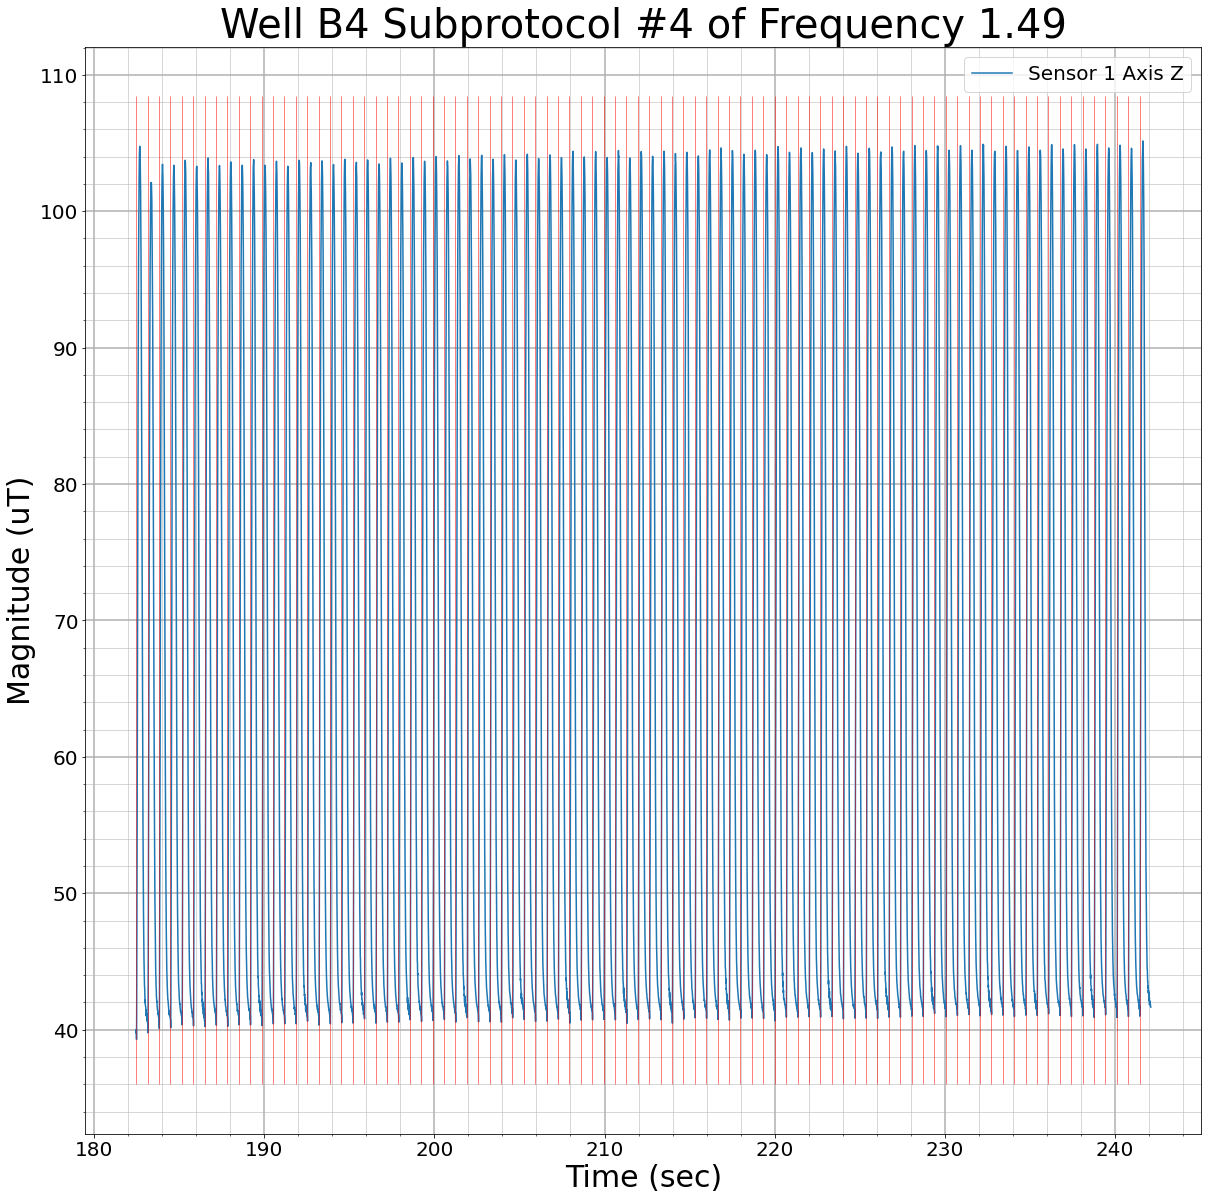 Well B4 Subprotocol #4 of Frequency 1.49
Sensor 1 Axis Z
110
100
90
80
70
60
50
40
Magnitude (uT)
180 190 200 210 220 230 240
Time (sec)